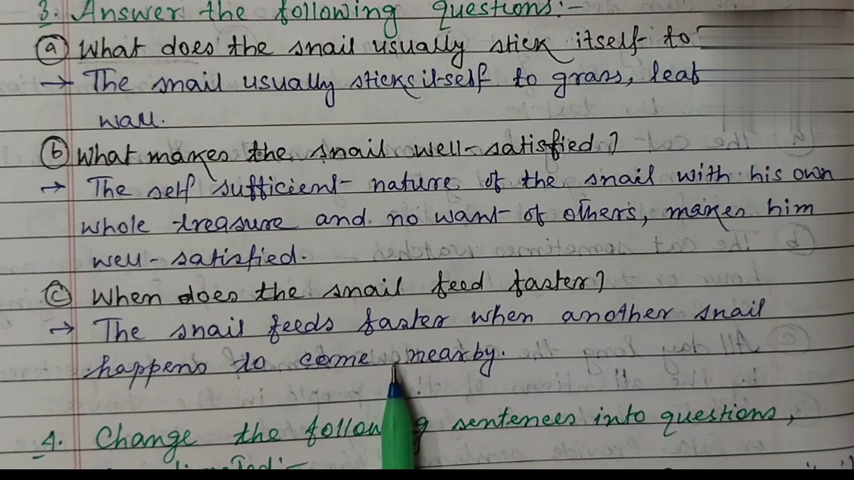 3. Answer the following questions:-
(a) What does the snail usually stick itself to
→ The snail usually sticks itself to grass, leaf
wall.
(b) What makes the snail well-satisfied?
→ The self sufficient nature of the snail with his own
whole treasure and no want of others, makes him
well-satisfied.
(c) When does the snail feed faster?
→ The snail feeds faster when another snail
happens to come nearby.
4. Change the following sentences into questions,